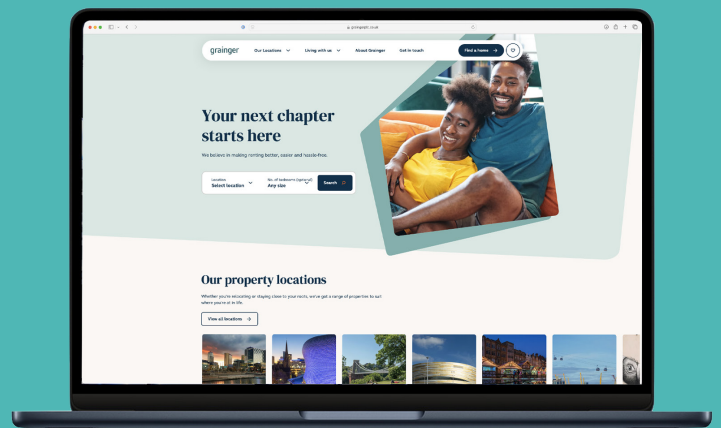 graingerplc.co.uk
grainger
Our Locations
Living with us
About Grainger
Get in touch
Find a home
Your next chapter
starts here
We believe in making renting better, easier and hassle-free.
Location
Select location
No. of bedrooms (optional)
Any size
Search
Our property locations
Whether you're relocating or staying close to your roots, we've got a range of properties to suit
where you're at in life.
View all locations